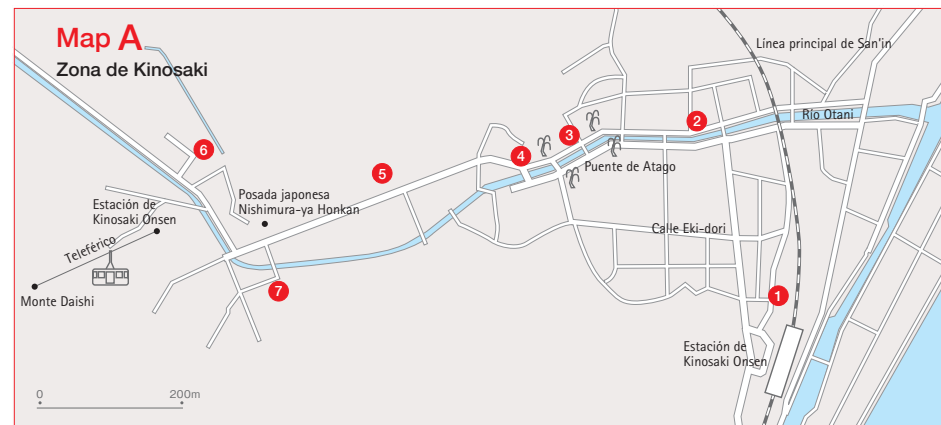 Map A
Zona de Kinosaki
Línea principal de San'in
2
Río Otani
3
4
Puente de Atago
6
5
Posada japonesa
Nishimura-ya Honkan
Estación de
Kinosaki Onsen
Teleférico
Calle Eki-dori
Monte Daishi
7
1
Estación de
Kinosaki Onsen
0 200m